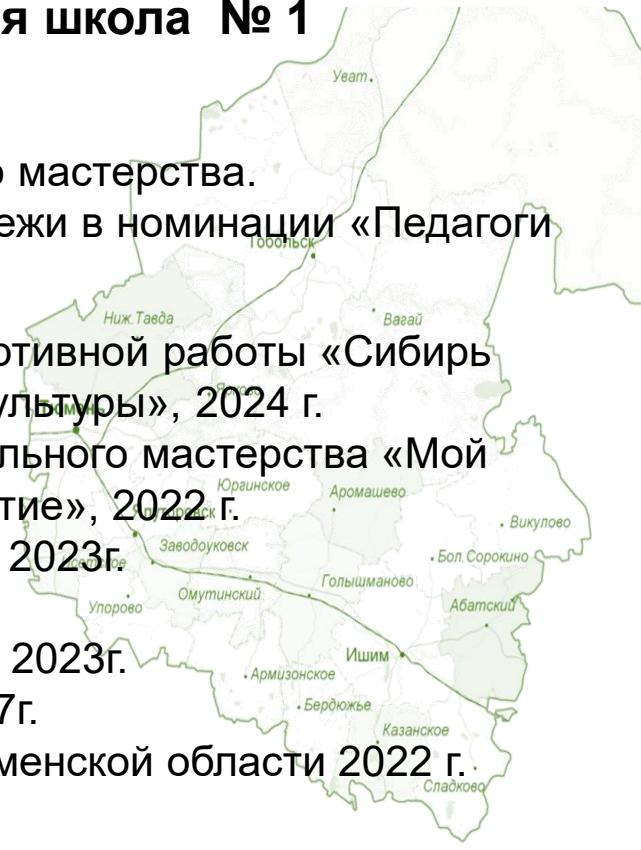 я школа № 1
Уват
о мастерства.
ежи в номинации «Педагоги
Тобольск
Ниж.Тавда
Вагай
отивной работы «Сибирь
ультуры», 2024 г.
льного мастерства «Мой
Юргинское
Аромашево
тие», 2022 г.
Викулово
2023г.
Заводоуковск
Бол.Сорокино
Голышманово
Омутинский
Упорово
Абатский
Ишим
2023г.
Армизонское
7г.
Бердюжье
Казанское
менской области 2022 г.
Сладково